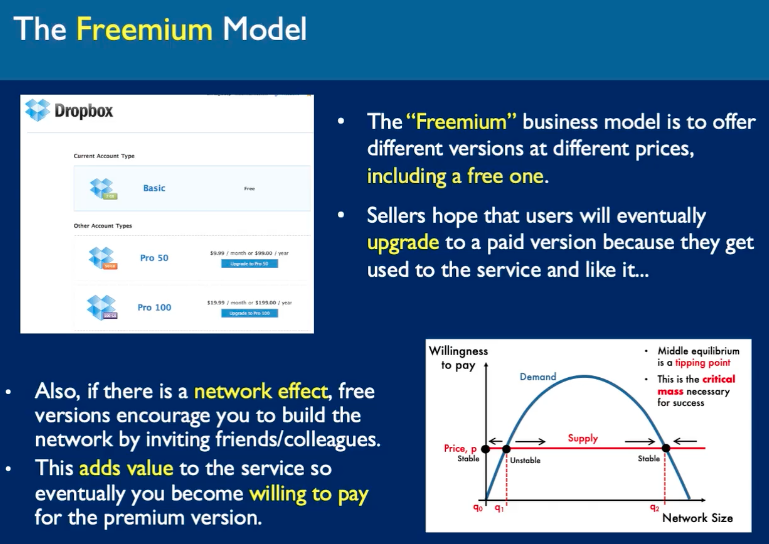 The Freemium Model
Dropbox
Current Account Type
Basic
Free
Other Account Types
Pro 50
$9.99 / month or $99.00 / year
Upgrade to Pro 50
Pro 100
$19.99 / month or $199.00 / year
Upgrade to Pro 100
• The “Freemium” business model is to offer
different versions at different prices,
including a free one.
• Sellers hope that users will eventually
upgrade to a paid version because they get
used to the service and like it...
• Also, if there is a network effect, free
versions encourage you to build the
network by inviting friends/colleagues.
• This adds value to the service so
eventually you become willing to pay
for the premium version.
Willingness
to pay
Demand
• Middle equilibrium
is a tipping point
• This is the critical
mass necessary
for success
Supply
Price, p
Stable
Unstable
Stable
q0 q1 q2
Network Size